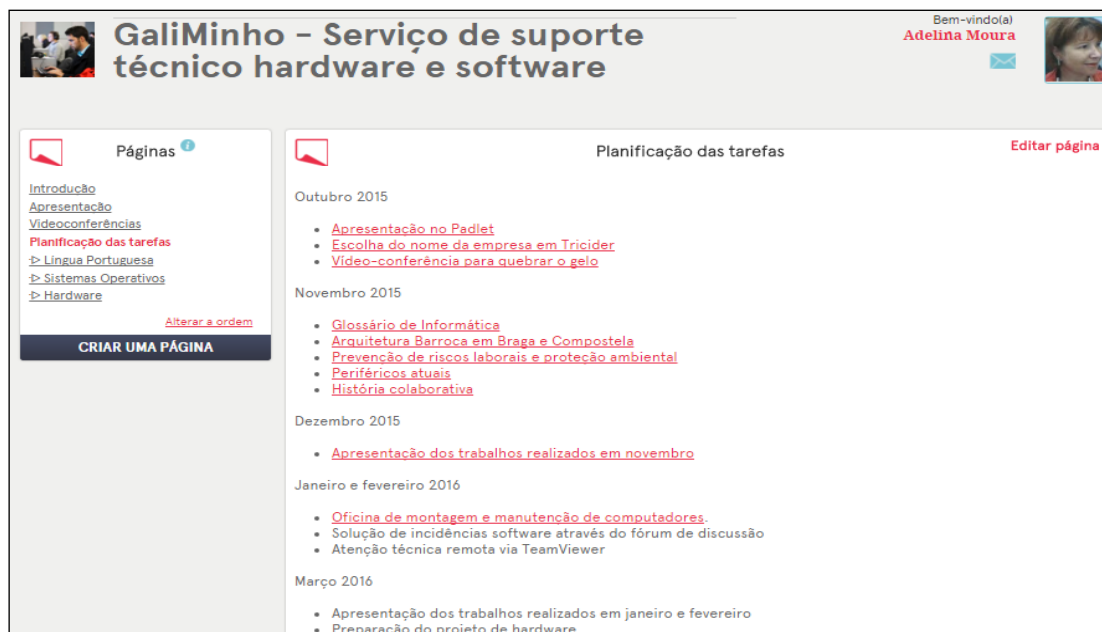 GaliMinho - Serviço de suporte
técnico hardware e software
Bem-vindo(a)
Adelina Moura
Páginas
Introdução
Apresentação
Videoconferências
Planificação das tarefas
Língua Portuguesa
Sistemas Operativos
Hardware
Alterar a ordem
CRIAR UMA PÁGINA
Planificação das tarefas
Editar página
Outubro 2015
• Apresentação no Padlet
• Escolha do nome da empresa em Tricider
• Vídeo-conferência para quebrar o gelo
Novembro 2015
• Glossário de Informática
• Arquitetura Barroca em Braga e Compostela
• Prevenção de riscos laborais e proteção ambiental
• Periféricos atuais
• História colaborativa
Dezembro 2015
• Apresentação dos trabalhos realizados em novembro
Janeiro e fevereiro 2016
• Oficina de montagem e manutenção de computadores.
• Solução de incidências software através do fórum de discussão
• Atenção técnica remota via TeamViewer
Março 2016
• Apresentação dos trabalhos realizados em janeiro e fevereiro
• Preparação do projeto de hardware